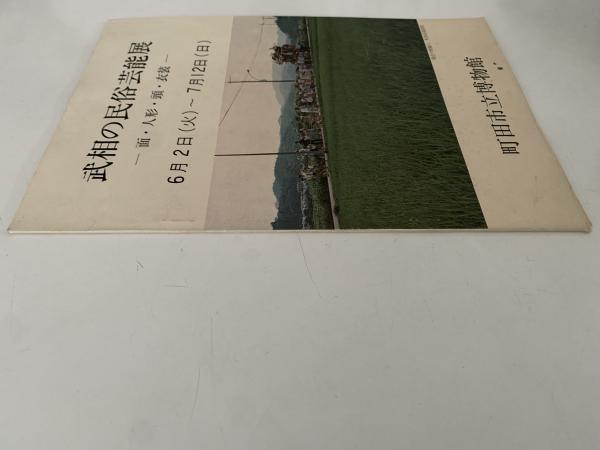 武相の民俗芸能展
― 面・人形・頭・衣装 ―
6月2日(火)~7月12日(日)
町田市立博物館